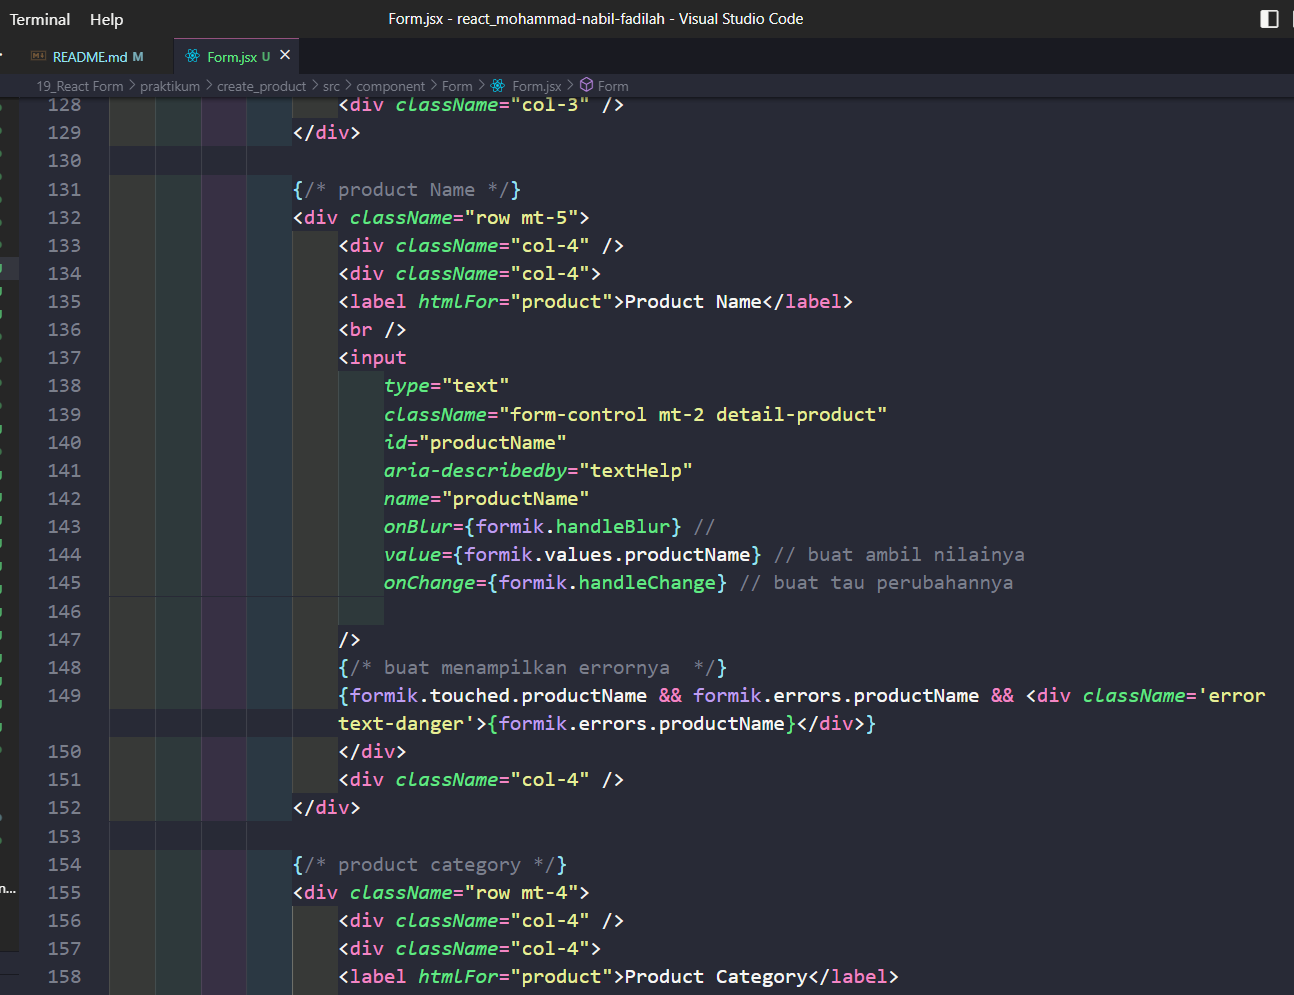 Terminal Help Form.jsx - react_mohammad-nabil-fadilah - Visual Studio Code
README.md M Form.jsx U ×
19_React Form > praktikum > create_product > src > component > Form > Form.jsx > Form
128 <div className="col-3" />
129 </div>
130
131 {/* product Name */}
132 <div className="row mt-5">
133 <div className="col-4" />
134 <div className="col-4">
135 <label htmlFor="product">Product Name</label>
136 <br />
137 <input
138 type="text"
139 className="form-control mt-2 detail-product"
140 id="productName"
141 aria-describedby="textHelp"
142 name="productName"
143 onBlur={formik.handleBlur} //
144 value={formik.values.productName} // buat ambil nilainya
145 onChange={formik.handleChange} // buat tau perubahannya
146
147 />
148 {/* buat menampilkan errornya  */}
149 {formik.touched.productName && formik.errors.productName && <div className='error
text-danger'>{formik.errors.productName}</div>}
150 </div>
151 <div className="col-4" />
152 </div>
153
154 {/* product category */}
n...
155 <div className="row mt-4">
156 <div className="col-4" />
157 <div className="col-4">
158 <label htmlFor="product">Product Category</label>